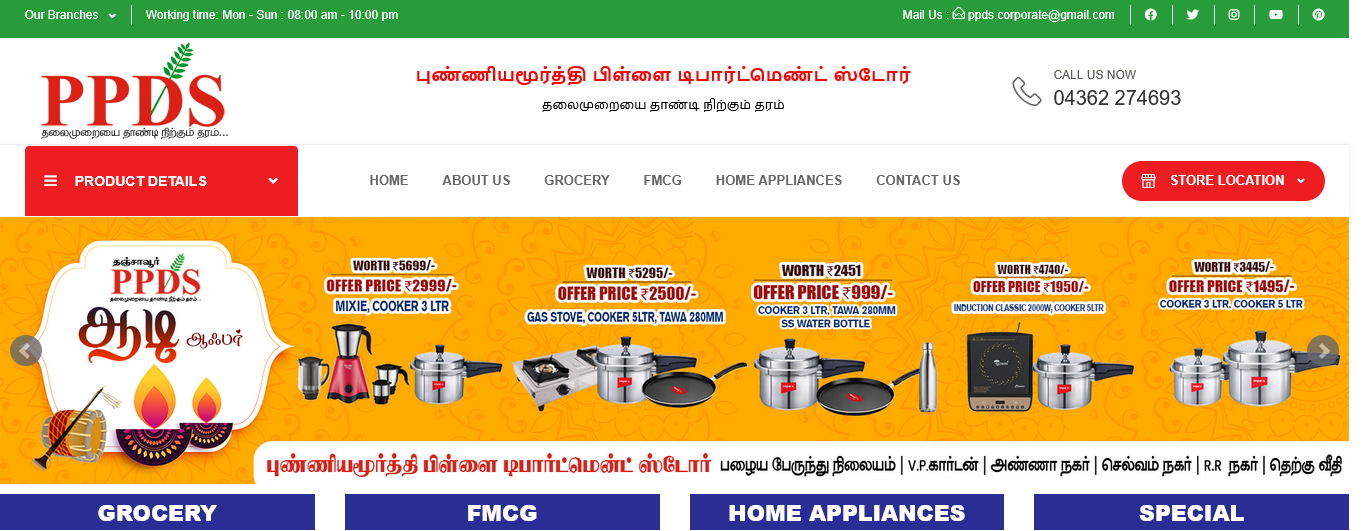 Our Branches
Working time: Mon - Sun : 08:00 am - 10:00 pm
Mail Us : ppds.corporate@gmail.com
PPDS
தலைமுறையை தாண்டி நிற்கும் தரம்...
புண்ணியமூர்த்தி பிள்ளை டிபார்ட்மெண்ட் ஸ்டோர்
தலைமுறையை தாண்டி நிற்கும் தரம்
CALL US NOW
04362 274693
PRODUCT DETAILS
HOME
ABOUT US
GROCERY
FMCG
HOME APPLIANCES
CONTACT US
STORE LOCATION
தஞ்சாவூர்
PPDS
தலைமுறையை தாண்டி நிற்கும் தரம்...
ஆடி ஆஃபர்
WORTH ₹5699/-
OFFER PRICE ₹2999/-
MIXIE, COOKER 3 LTR
WORTH ₹5295/-
OFFER PRICE ₹2500/-
GAS STOVE, COOKER 5LTR, TAWA 280MM
WORTH ₹2451
OFFER PRICE ₹999/-
COOKER 3 LTR, TAWA 280MM
SS WATER BOTTLE
WORTH ₹4740/-
OFFER PRICE ₹1950/-
INDUCTION CLASSIC 2000W, COOKER 5LTR
WORTH ₹3445/-
OFFER PRICE ₹1495/-
COOKER 3 LTR, COOKER 5 LTR
புண்ணியமூர்த்தி பிள்ளை டிபார்ட்மென்ட் ஸ்டோர் பழைய பேருந்து நிலையம் | V.P.கார்டன் | அண்ணா நகர் | செல்வம் நகர் | R.R நகர் | தெற்கு வீதி
GROCERY
FMCG
HOME APPLIANCES
SPECIAL